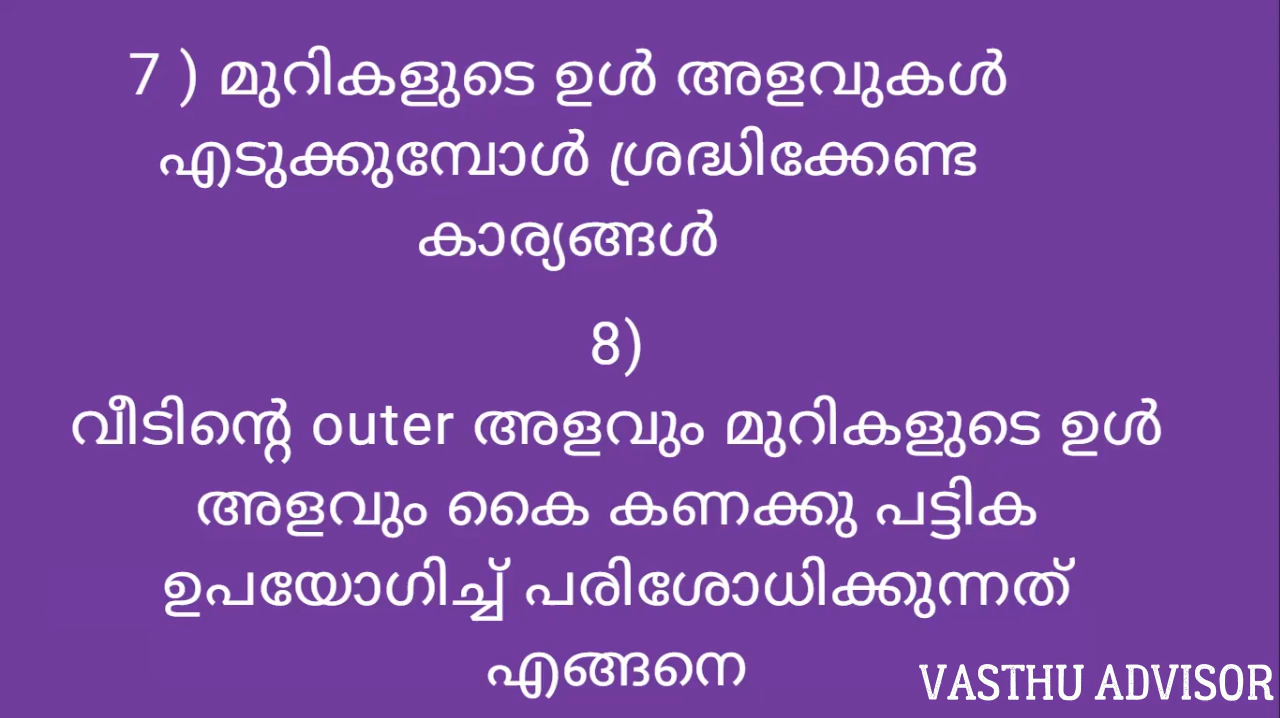 7 ) മുറികളുടെ ഉൾ അളവുകൾ
എടുക്കുമ്പോൾ ശ്രദ്ധിക്കേണ്ട
കാര്യങ്ങൾ
8)
വീടിന്റെ outer അളവും മുറികളുടെ ഉൾ
അളവും കൈ കണക്കു പട്ടിക
ഉപയോഗിച്ച് പരിശോധിക്കുന്നത്
എങ്ങനെ
VASTHU ADVISOR